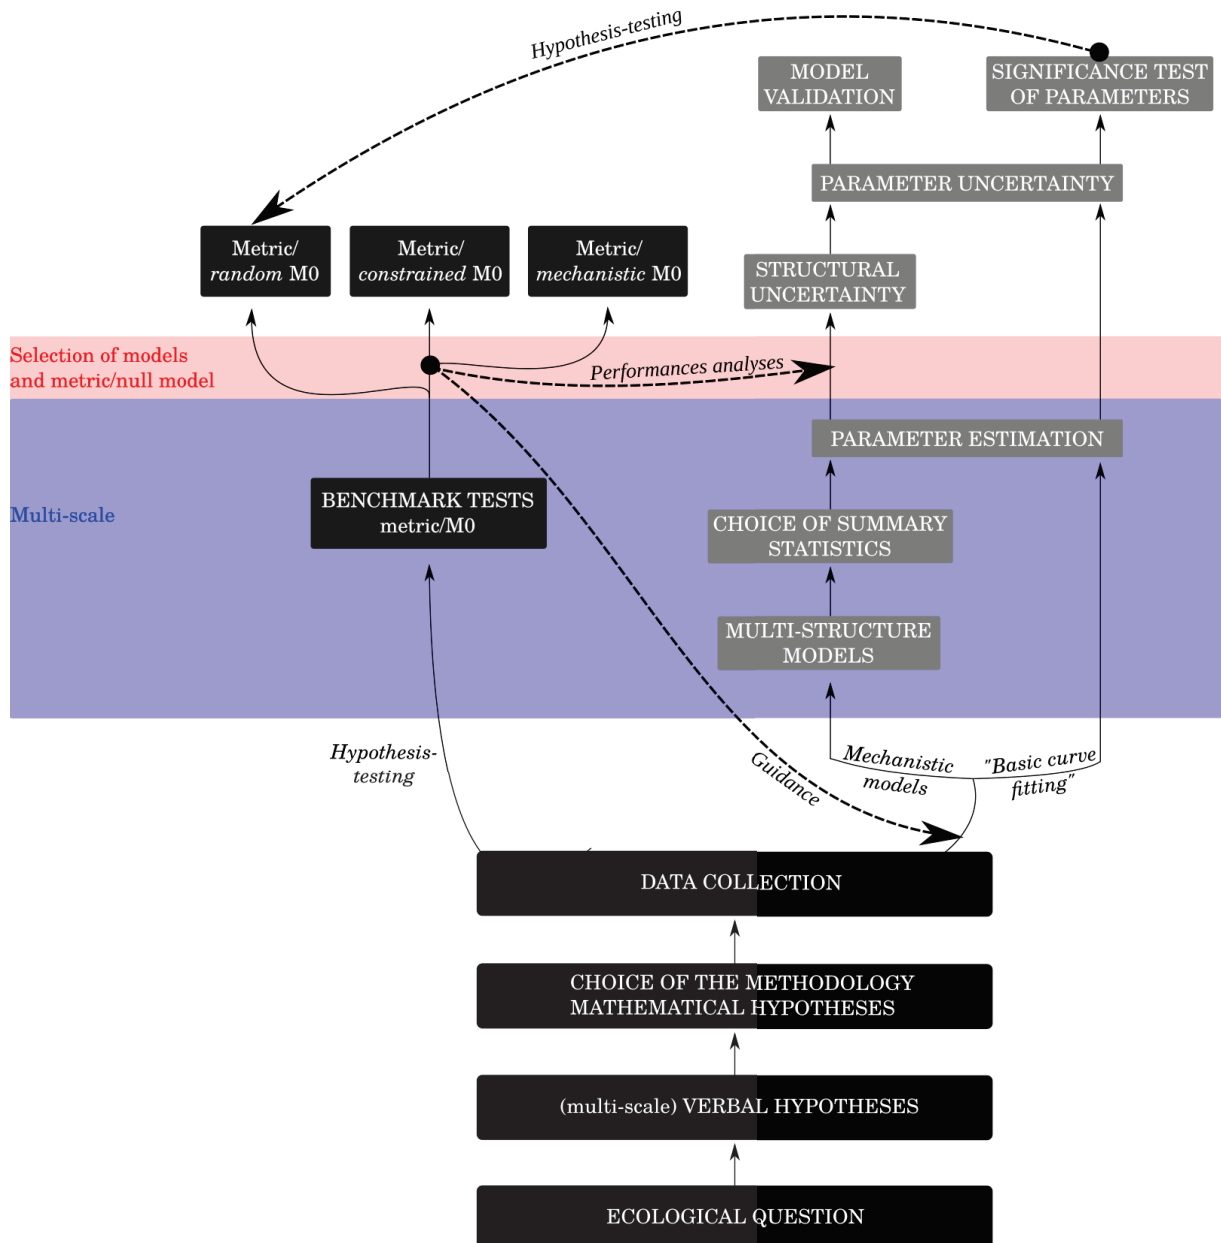 Hypothesis-testing
MODEL
VALIDATION
SIGNIFICANCE TEST
OF PARAMETERS
PARAMETER UNCERTAINTY
Metric/
random M0
Metric/
constrained M0
Metric/
mechanistic M0
STRUCTURAL
UNCERTAINTY
Selection of models
and metric/null model
Performances analyses
PARAMETER ESTIMATION
Multi-scale
BENCHMARK TESTS
metric/M0
CHOICE OF SUMMARY
STATISTICS
MULTI-STRUCTURE
MODELS
Hypothesis-
testing
Guidance
Mechanistic
models
"Basic curve
fitting"
DATA COLLECTION
CHOICE OF THE METHODOLOGY
MATHEMATICAL HYPOTHESES
(multi-scale) VERBAL HYPOTHESES
ECOLOGICAL QUESTION